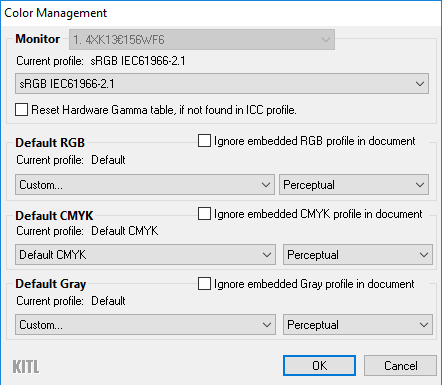 Color Management
Monitor 1. 4XK13€156WF6
Current profile: sRGB IEC61966-2.1
sRGB IEC61966-2.1
Reset Hardware Gamma table, if not found in ICC profile.
Default RGB Ignore embedded RGB profile in document
Current profile: Default
Custom... Perceptual
Default CMYK Ignore embedded CMYK profile in document
Current profile: Default CMYK
Default CMYK Perceptual
Default Gray Ignore embedded Gray profile in document
Current profile: Default
Custom... Perceptual
KITL OK Cancel